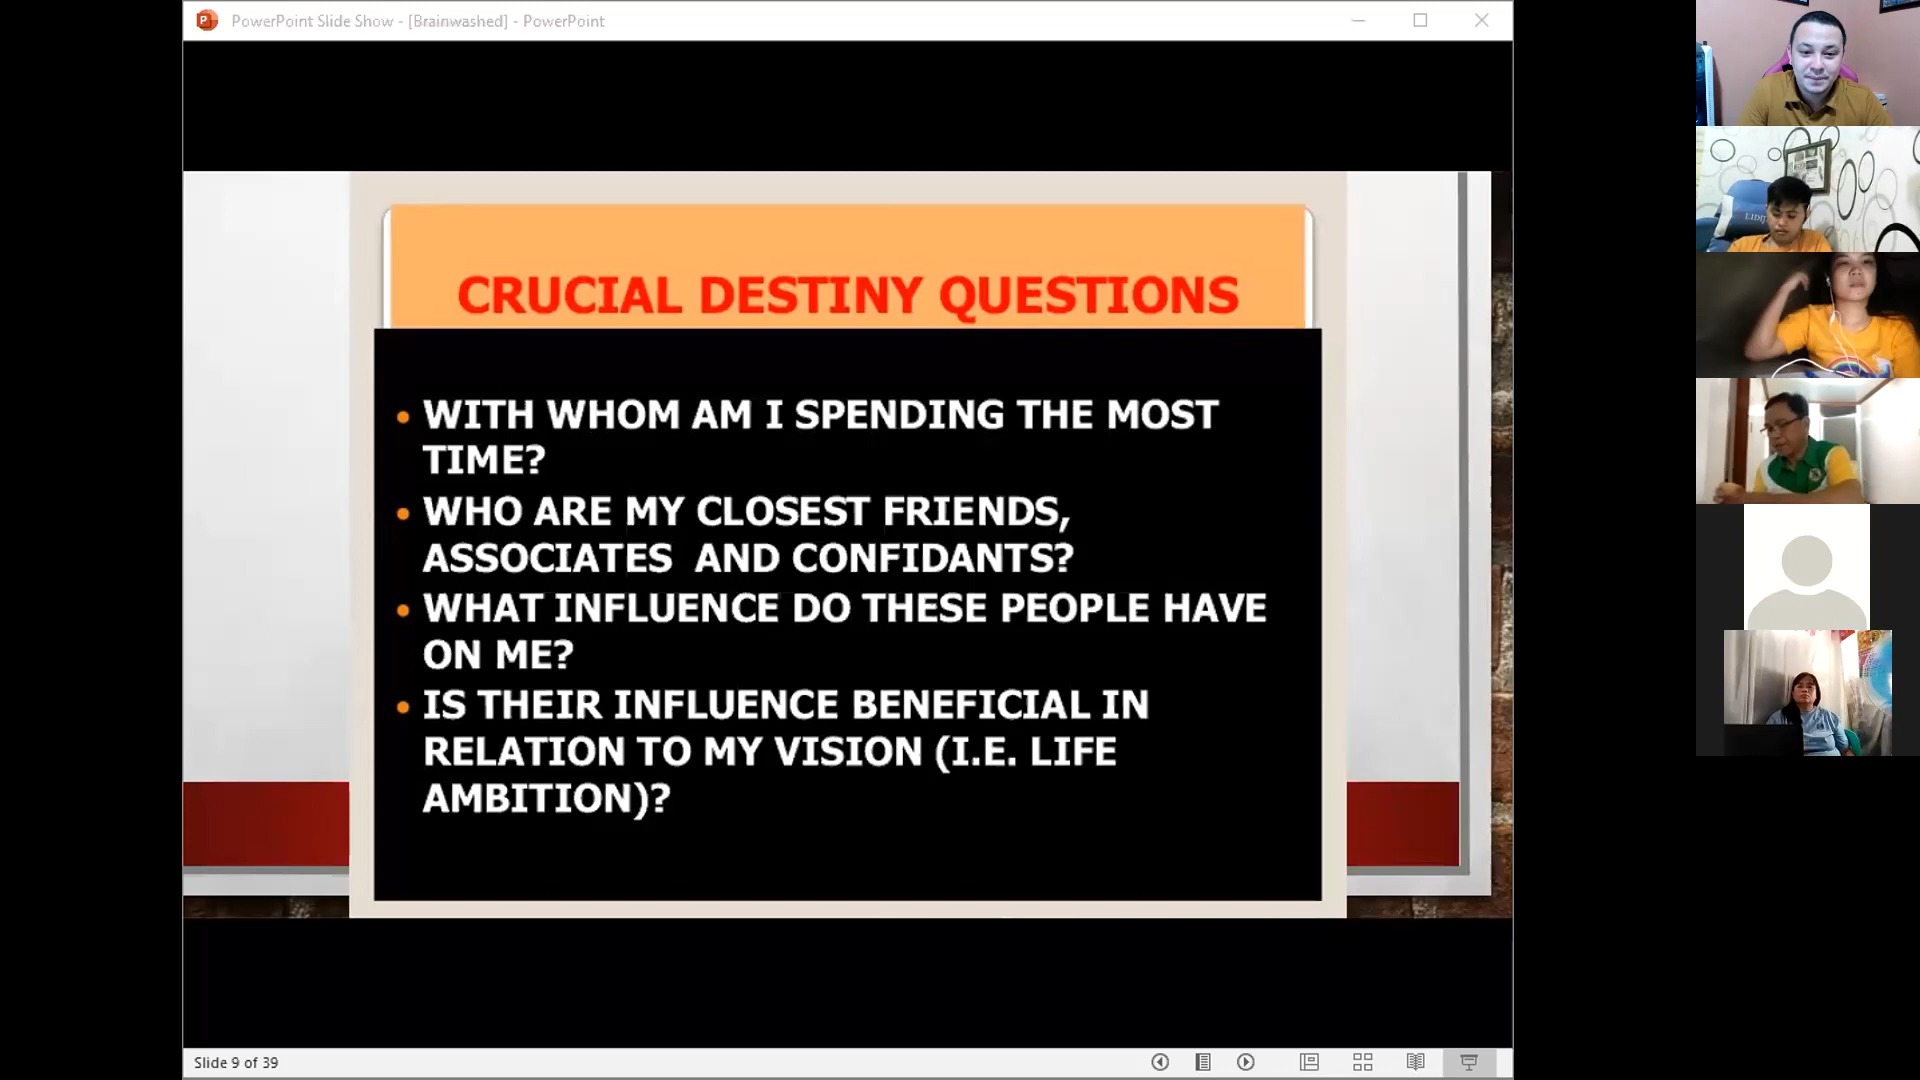 PowerPoint Slide Show - [Brainwashed] - PowerPoint
CRUCIAL DESTINY QUESTIONS
• WITH WHOM AM I SPENDING THE MOST
TIME?
• WHO ARE MY CLOSEST FRIENDS,
ASSOCIATES AND CONFIDANTS?
• WHAT INFLUENCE DO THESE PEOPLE HAVE
ON ME?
• IS THEIR INFLUENCE BENEFICIAL IN
RELATION TO MY VISION (I.E. LIFE
AMBITION)?
Slide 9 of 39